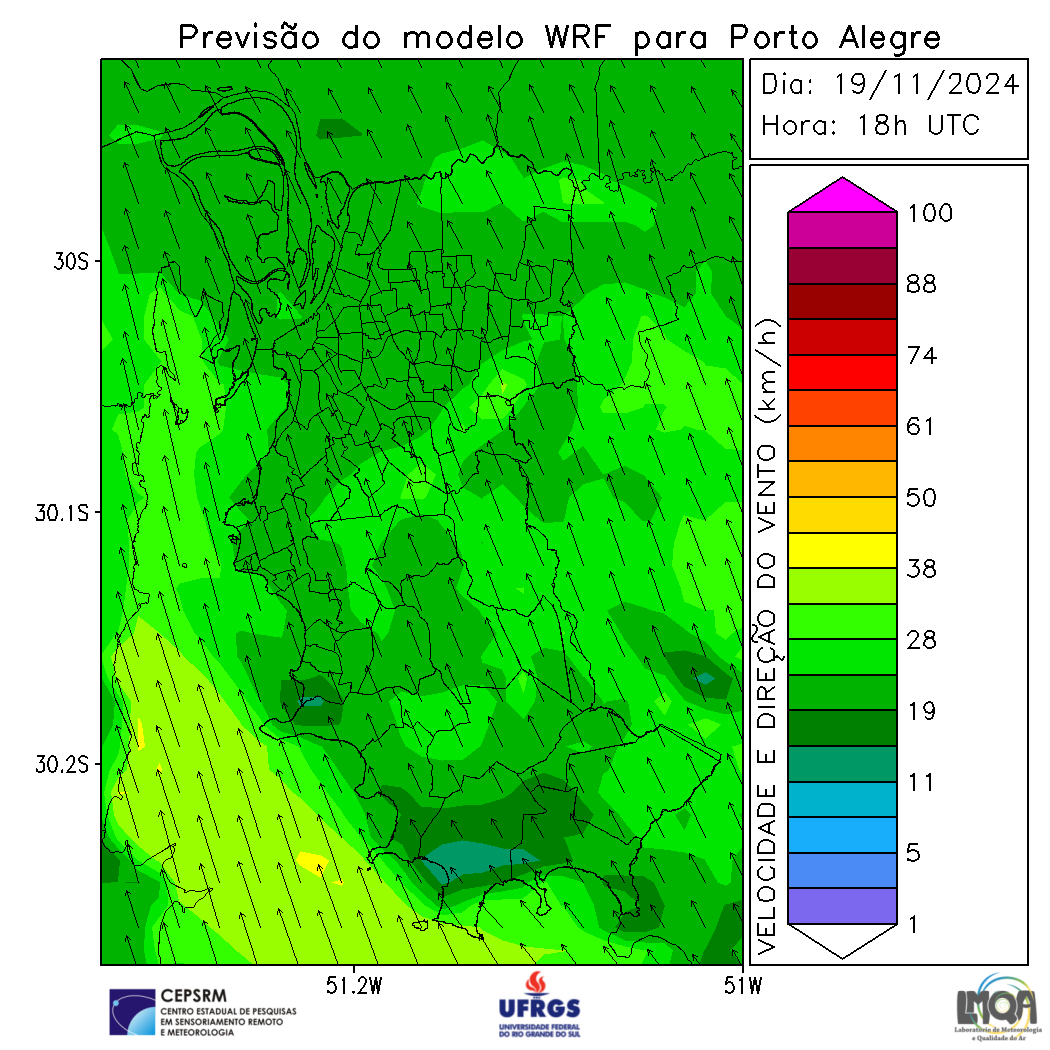 Previsão do modelo WRF para Porto Alegre
Dia: 19/11/2024
Hora: 18h UTC
30S
30.1S
30.2S
51.2W
51W
VELOCIDADE E DIREÇÃO DO VENTO (km/h)
100
88
74
61
50
38
28
19
11
5
1
CEPSRM
CENTRO ESTADUAL DE PESQUISAS
EM SENSORIAMENTO REMOTO
E METEOROLOGIA
UFRGS
UNIVERSIDADE FEDERAL
DO RIO GRANDE DO SUL
LMQA
Laboratório de Meteorologia
e Qualidade do Ar